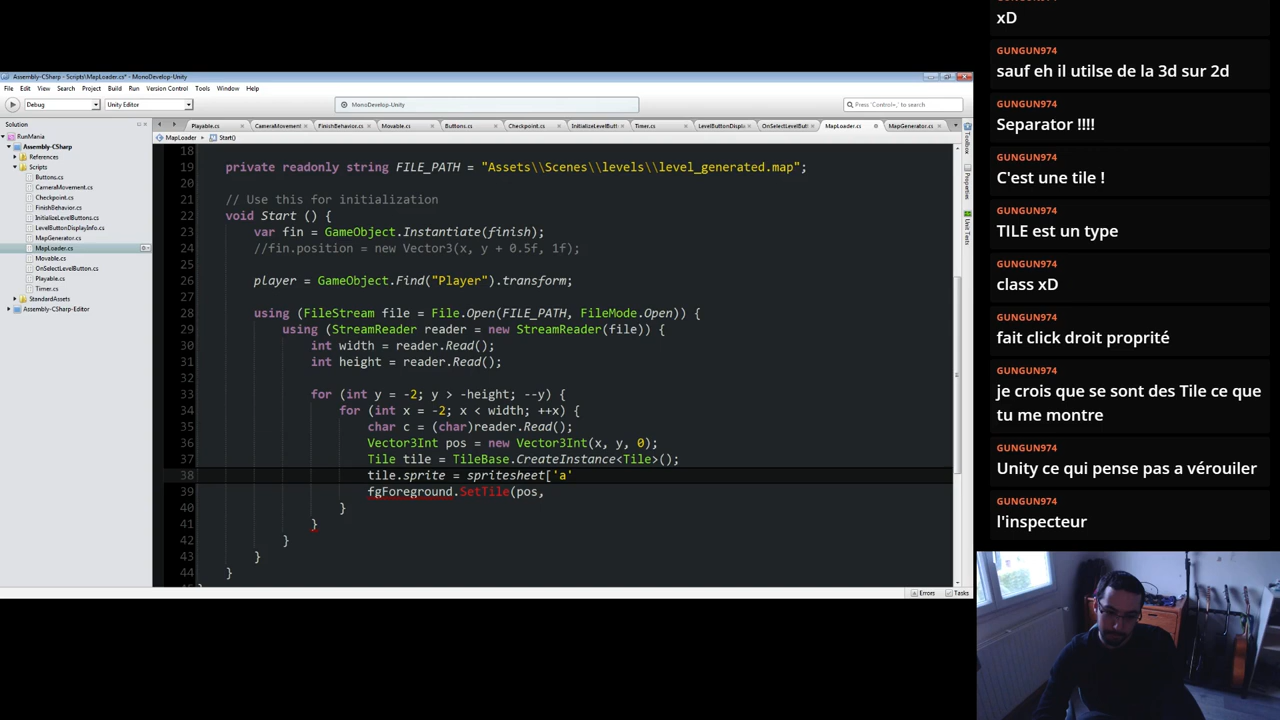 Assembly-CSharp - Scripts\MapLoader.cs* - MonoDevelop-Unity
File Edit View Search Project Build Run Version Control Tools Window Help
Debug
Unity Editor
MonoDevelop-Unity
Press 'Control+,' to search
Solution
RunMania
Assembly-CSharp
References
Scripts
Buttons.cs
CameraMovement.cs
Checkpoint.cs
FinishBehavior.cs
InitializeLevelButtons.cs
LevelButtonDisplayInfo.cs
MapGenerator.cs
MapLoader.cs
Movable.cs
OnSelectLevelButton.cs
Playable.cs
Timer.cs
StandardAssets
Assembly-CSharp-Editor
Playable.cs
CameraMovement
FinishBehavior.cs
Movable.cs
Buttons.cs
Checkpoint.cs
InitializeLevelButt
Timer.cs
LevelButtonDispla
OnSelectLevelButt
MapLoader.cs
MapGenerator.cs
MapLoader
Start()
Toolbox
Properties
Unit Tests
18
19 private readonly string FILE_PATH = "Assets\\Scenes\\levels\\level_generated.map";
20
21 // Use this for initialization
22 void Start () {
23 var fin = GameObject.Instantiate(finish);
24 //fin.position = new Vector3(x, y + 0.5f, 1f);
25
26 player = GameObject.Find("Player").transform;
27
28 using (FileStream file = File.Open(FILE_PATH, FileMode.Open)) {
29 using (StreamReader reader = new StreamReader(file)) {
30 int width = reader.Read();
31 int height = reader.Read();
32
33 for (int y = -2; y > -height; --y) {
34 for (int x = -2; x < width; ++x) {
35 char c = (char)reader.Read();
36 Vector3Int pos = new Vector3Int(x, y, 0);
37 Tile tile = TileBase.CreateInstance<Tile>();
38 tile.sprite = spritesheet['a'
39 fgForeground.SetTile(pos,
40 }
41 }
42 }
43 }
44 }
Errors
Tasks
xD
GUNGUN974
sauf eh il utilse de la 3d sur 2d
GUNGUN974
Separator !!!!
GUNGUN974
C'est une tile !
GUNGUN974
TILE est un type
GUNGUN974
class xD
GUNGUN974
fait click droit proprité
GUNGUN974
je crois que se sont des Tile ce que
tu me montre
GUNGUN974
Unity ce qui pense pas a vérouiler
GUNGUN974
l'inspecteur